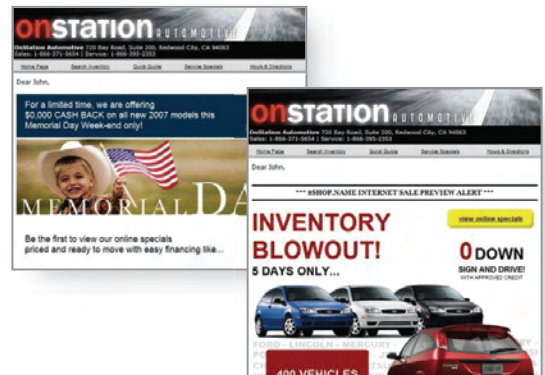 onstation AUTOMOTIVE
OnStation Automotive 720 Bay Road, Suite 200, Redwood City, CA 94063
Sales: 1-866-371-5654 | Service: 1-866-395-2353
Home Page Search Inventory Quick Quote Service Specials Hours & Directions
Dear John,
For a limited time, we are offering
$0,000 CASH BACK on all new 2007 models this
Memorial Day Week-end only!
MEMORIAL DA
Be the first to view our online specials
priced and ready to move with easy financing like...
onstation AUTOMOTIVE
OnStation Automotive 720 Bay Road, Suite 200, Redwood City, CA 94063
Sales: 1-866-371-5654 | Service: 1-866-395-2353
Home Page Search Inventory Quick Quote Service Specials Hours & Directions
Dear John,
*** #SHOP.NAME INTERNET SALE PREVIEW ALERT ***
INVENTORY
BLOWOUT!
5 DAYS ONLY...
view online specials
0 DOWN
SIGN AND DRIVE!
WITH APPROVED CREDIT
FORD - LINCOLN - MERCURY -
400 VEHICLES